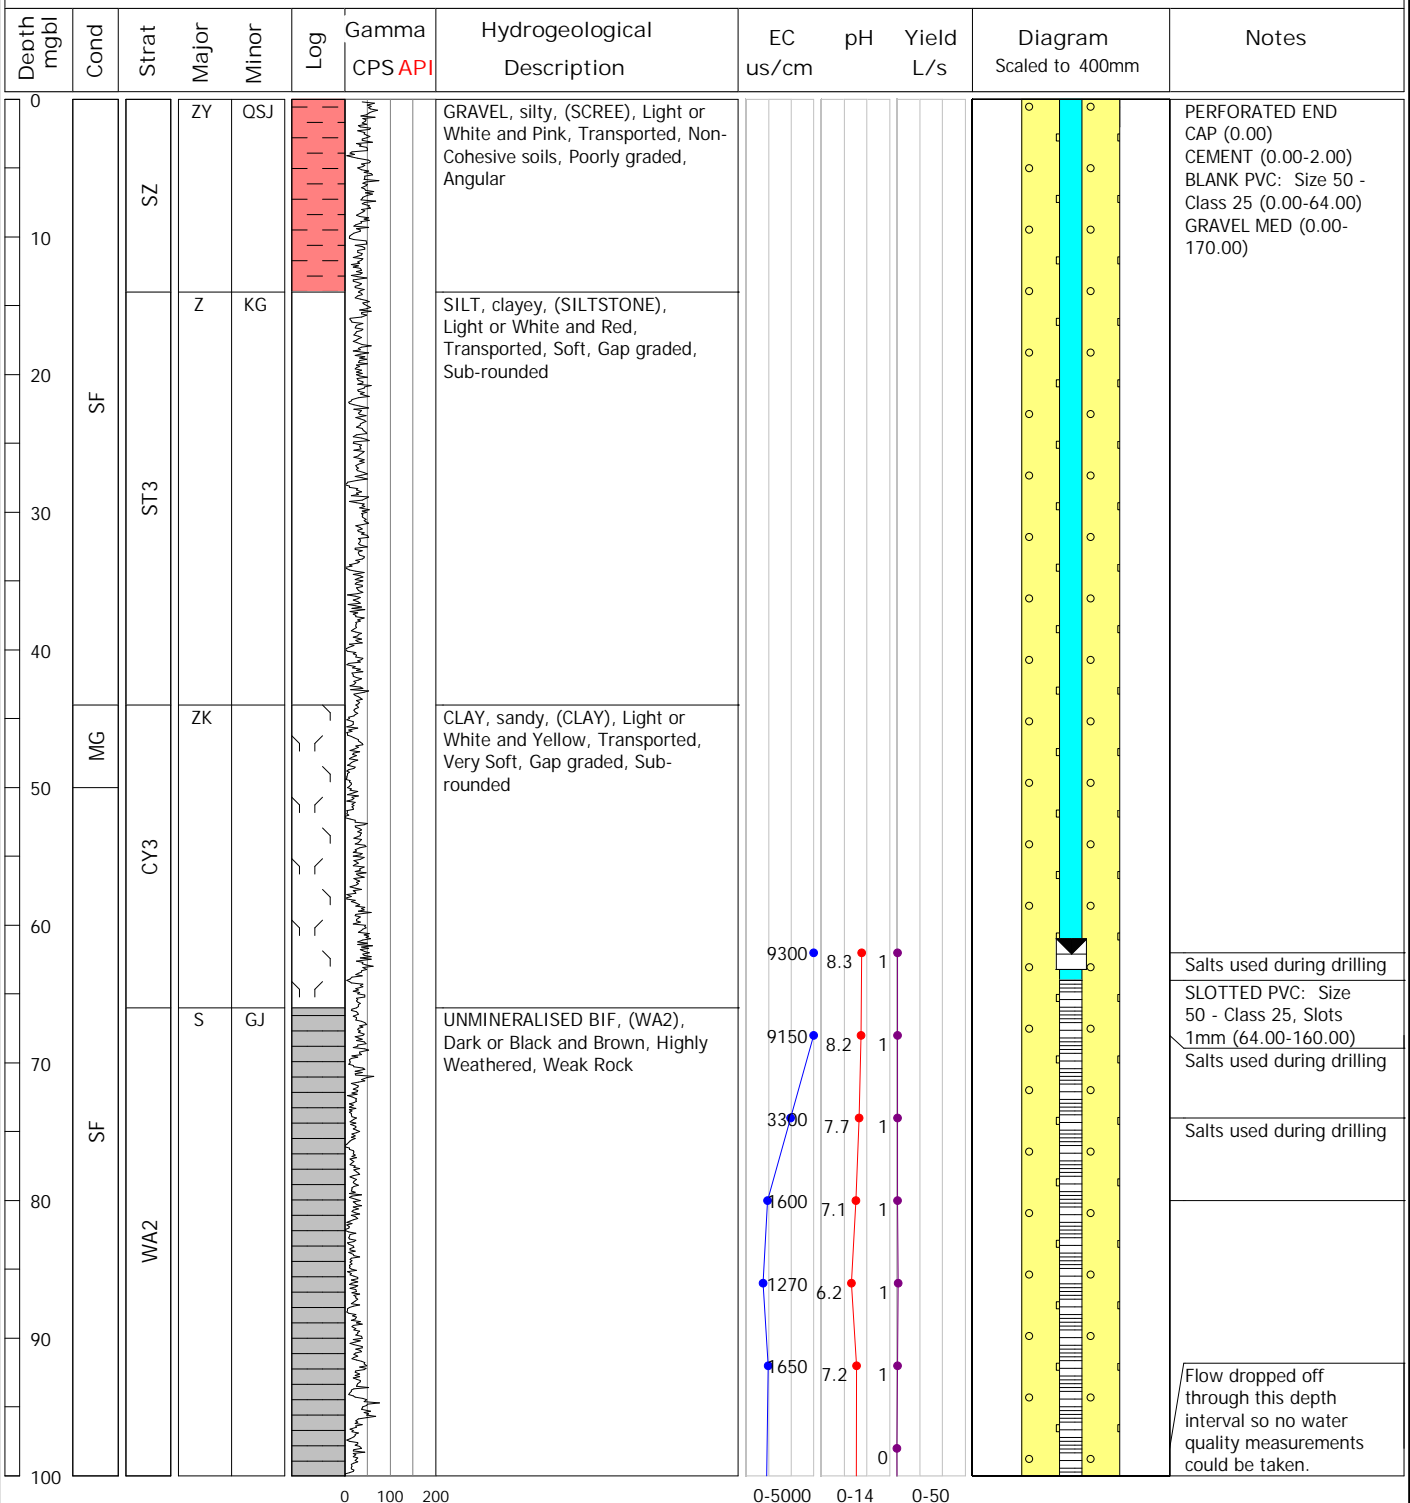 Depth mgbl
Cond
Strat
Major
Minor
Log
Gamma
CPS API
Hydrogeological
Description
EC
us/cm
pH
Yield
L/s
Diagram
Scaled to 400mm
Notes
0
10
20
30
40
50
60
70
80
90
100
SF
MG
SF
SZ
ST3
CY3
WA2
ZY QSJ
GRAVEL, silty, (SCREE), Light or
White and Pink, Transported, Non-
Cohesive soils, Poorly graded,
Angular
Z KG
SILT, clayey, (SILTSTONE),
Light or White and Red,
Transported, Soft, Gap graded,
Sub-rounded
ZK
CLAY, sandy, (CLAY), Light or
White and Yellow, Transported,
Very Soft, Gap graded, Sub-
rounded
S GJ
UNMINERALISED BIF, (WA2),
Dark or Black and Brown, Highly
Weathered, Weak Rock
9300 8.3 1
9150 8.2 1
3300 7.7 1
1600 7.1 1
1270 6.2 1
1650 7.2 1
0
PERFORATED END
CAP (0.00)
CEMENT (0.00-2.00)
BLANK PVC: Size 50 -
Class 25 (0.00-64.00)
GRAVEL MED (0.00-
170.00)
Salts used during drilling
SLOTTED PVC: Size
50 - Class 25, Slots
1mm (64.00-160.00)
Salts used during drilling
Salts used during drilling
Flow dropped off
through this depth
interval so no water
quality measurements
could be taken.
0 100 200
0-5000 0-14 0-50